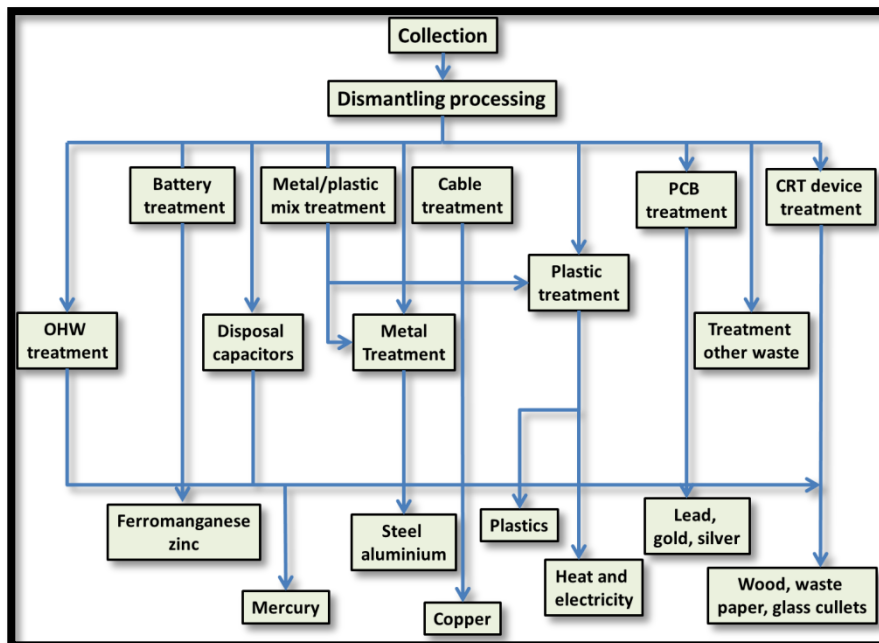 Collection
Dismantling processing
Battery
treatment
Metal/plastic
mix treatment
Cable
treatment
PCB
treatment
CRT device
treatment
Plastic
treatment
OHW
treatment
Disposal
capacitors
Metal
Treatment
Treatment
other waste
Ferromanganese
zinc
Steel
aluminium
Plastics
Lead,
gold, silver
Mercury
Copper
Heat and
electricity
Wood, waste
paper, glass cullets